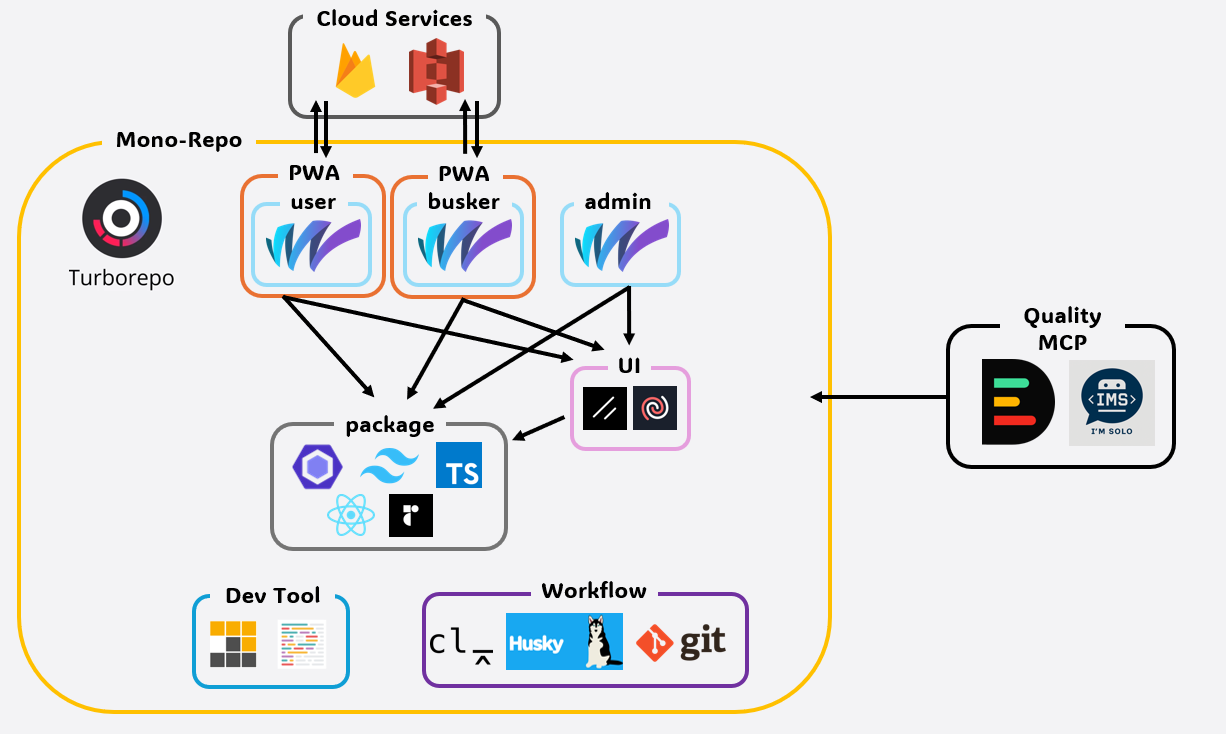 Cloud Services
Mono-Repo
Turborepo
PWA
user
PWA
busker
admin
Quality
MCP
<IMS>
I'M SOLO
UI
package
TS
Dev Tool
Workflow
cl
Husky
git